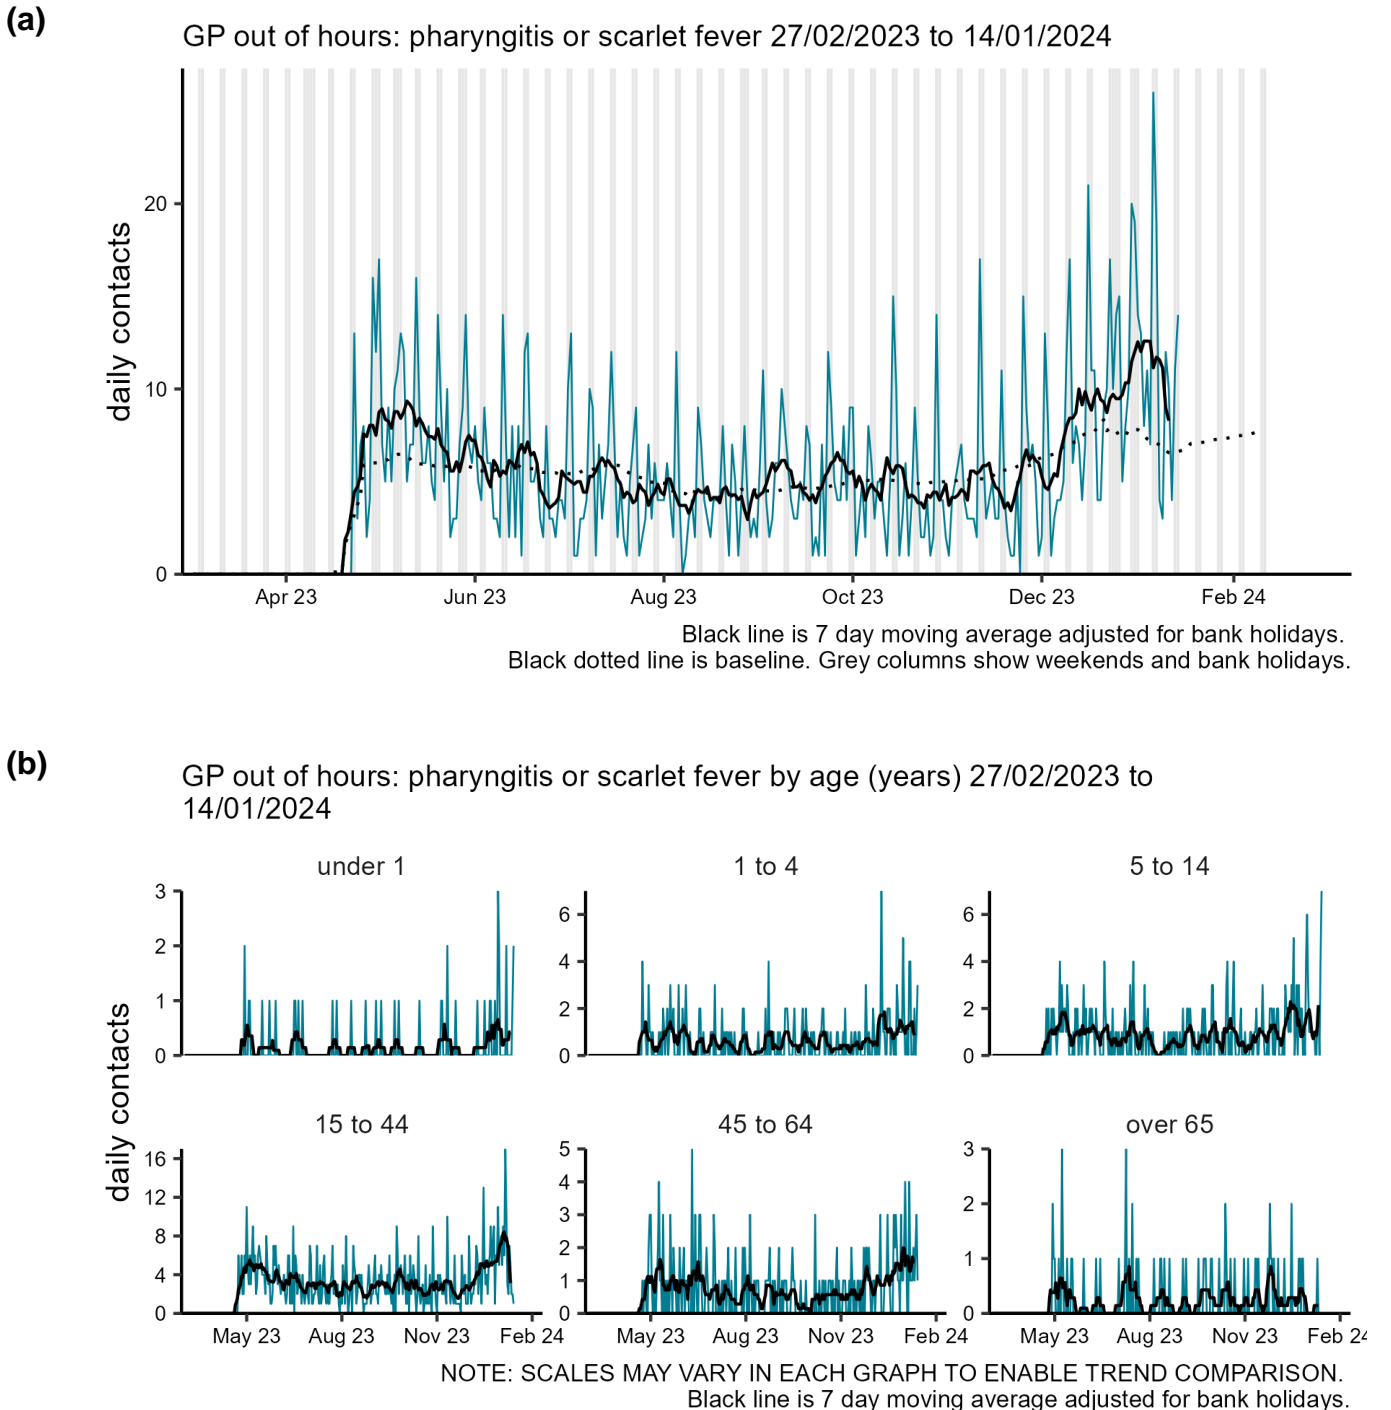 (a)
GP out of hours: pharyngitis or scarlet fever 27/02/2023 to 14/01/2024
daily contacts
20
10
0
Apr 23 Jun 23 Aug 23 Oct 23 Dec 23 Feb 24
Black line is 7 day moving average adjusted for bank holidays.
Black dotted line is baseline. Grey columns show weekends and bank holidays.
(b)
GP out of hours: pharyngitis or scarlet fever by age (years) 27/02/2023 to
14/01/2024
daily contacts
under 1
3
2
1
0
1 to 4
6
4
2
0
5 to 14
6
4
2
0
15 to 44
16
12
8
4
0
May 23 Aug 23 Nov 23 Feb 24
45 to 64
5
4
3
2
1
0
May 23 Aug 23 Nov 23 Feb 24
over 65
3
2
1
0
May 23 Aug 23 Nov 23 Feb 24
NOTE: SCALES MAY VARY IN EACH GRAPH TO ENABLE TREND COMPARISON.
Black line is 7 day moving average adjusted for bank holidays.